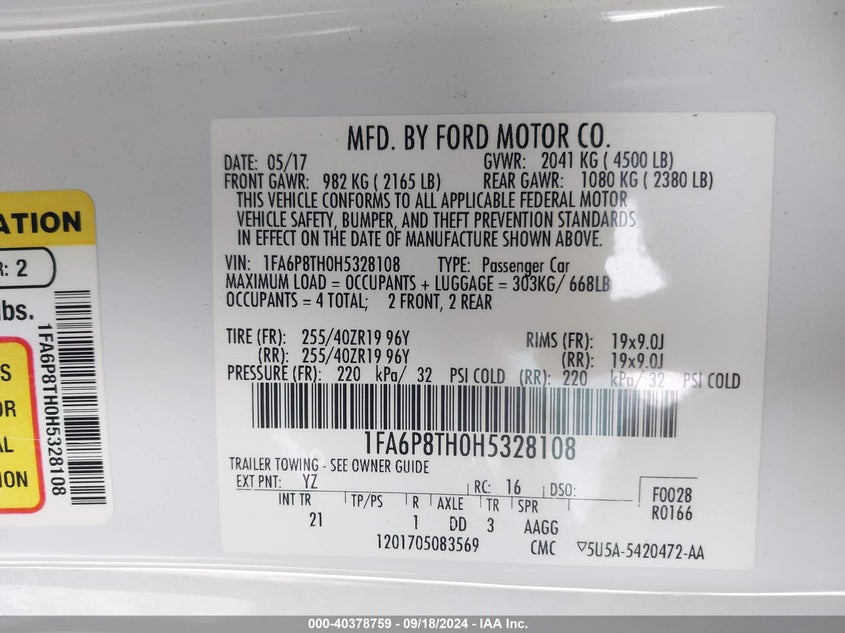 MFD. BY FORD MOTOR CO.
DATE: 05/17 GVWR: 2041 KG ( 4500 LB)
FRONT GAWR: 982 KG ( 2165 LB) REAR GAWR: 1080 KG ( 2380 LB)
THIS VEHICLE CONFORMS TO ALL APPLICABLE FEDERAL MOTOR
VEHICLE SAFETY, BUMPER, AND THEFT PREVENTION STANDARDS
IN EFFECT ON THE DATE OF MANUFACTURE SHOWN ABOVE.
VIN: 1FA6P8TH0H5328108 TYPE: Passenger Car
MAXIMUM LOAD = OCCUPANTS + LUGGAGE = 303KG/ 668LB
OCCUPANTS = 4 TOTAL; 2 FRONT, 2 REAR
TIRE (FR): 255/40ZR19 96Y RIMS (FR): 19x9.0J
(RR): 255/40ZR19 96Y (RR): 19x9.0J
PRESSURE (FR): 220 kPa/ 32 PSI COLD (RR): 220 kPa/ 32 PSI COLD
1FA6P8TH0H5328108
TRAILER TOWING - SEE OWNER GUIDE
EXT PNT: YZ RC: 16 DSO: F0028
INT TR TP/PS R AXLE TR SPR R0166
21 1 DD 3 AAGG
1201705083569 CMC ▽5U5A-5420472-AA
ATION
R: 2
lbs.
S
OR
AL
ION
1FA6P8TH0H5328108
000-40378759 - 09/18/2024 - IAA Inc.